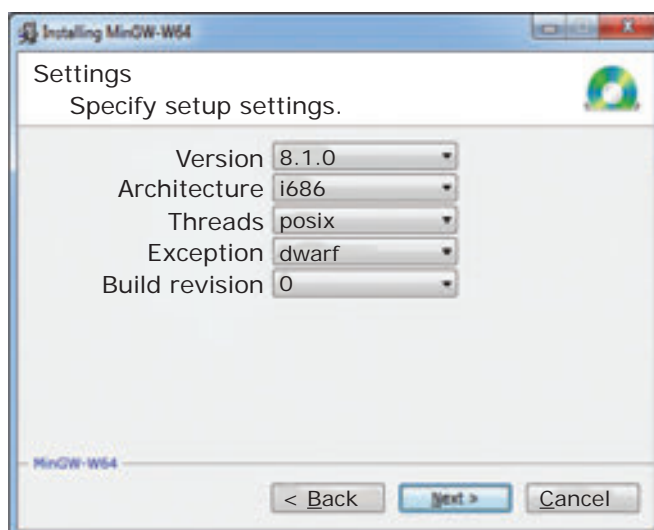 Installing MinGW-W64
Settings
Specify setup settings.
Version 8.1.0
Architecture i686
Threads posix
Exception dwarf
Build revision 0
MinGW-W64
< Back Next > Cancel